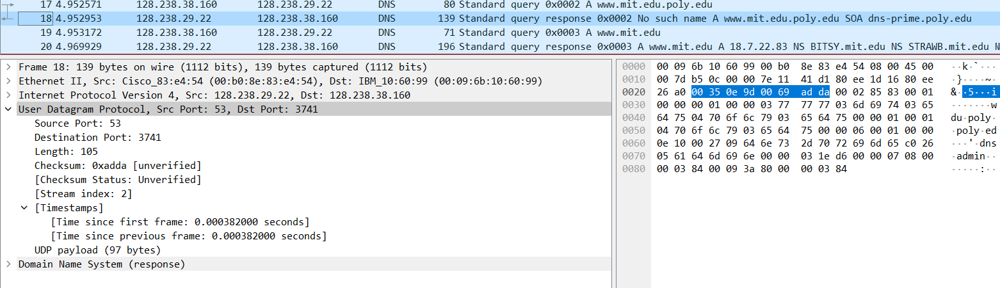 17 4.952571 128.238.38.160 128.238.29.22 DNS 80 Standard query 0x0002 A www.mit.edu.poly.edu
18 4.952953 128.238.29.22 128.238.38.160 DNS 139 Standard query response 0x0002 No such name A www.mit.edu.poly.edu SOA dns-prime.poly.edu
19 4.953172 128.238.38.160 128.238.29.22 DNS 71 Standard query 0x0003 A www.mit.edu
20 4.969929 128.238.29.22 128.238.38.160 DNS 196 Standard query response 0x0003 A www.mit.edu A 18.7.22.83 NS BITSY.mit.edu NS STRAWB.mit.edu N
Frame 18: 139 bytes on wire (1112 bits), 139 bytes captured (1112 bits)
Ethernet II, Src: Cisco_83:e4:54 (00:b0:8e:83:e4:54), Dst: IBM_10:60:99 (00:09:6b:10:60:99)
Internet Protocol Version 4, Src: 128.238.29.22, Dst: 128.238.38.160
User Datagram Protocol, Src Port: 53, Dst Port: 3741
Source Port: 53
Destination Port: 3741
Length: 105
Checksum: 0xadda [unverified]
[Checksum Status: Unverified]
[Stream index: 2]
[Timestamps]
[Time since first frame: 0.000382000 seconds]
[Time since previous frame: 0.000382000 seconds]
UDP payload (97 bytes)
Domain Name System (response)
0000 00 09 6b 10 60 99 00 b0 8e 83 e4 54 08 00 45 00 ··k·`···
0010 00 7d b5 0c 00 00 7e 11 41 d1 80 ee 1d 16 80 ee ·}····~·
0020 26 a0 00 35 0e 9d 00 69 ad da 00 02 85 83 00 01 &··5···i
0030 00 00 00 01 00 00 03 77 77 77 03 6d 69 74 03 65 ·······w
0040 64 75 04 70 6f 6c 79 03 65 64 75 00 00 01 00 01 du·poly·
0050 04 70 6f 6c 79 03 65 64 75 00 00 06 00 01 00 00 ·poly·ed
0060 0e 10 00 27 09 64 6e 73 2d 70 72 69 6d 65 c0 26 ···'·dns
0070 05 61 64 6d 69 6e 00 00 03 1e d6 00 00 07 08 00 ·admin··
0080 00 03 84 00 09 3a 80 00 00 00 03 84 ·····:··